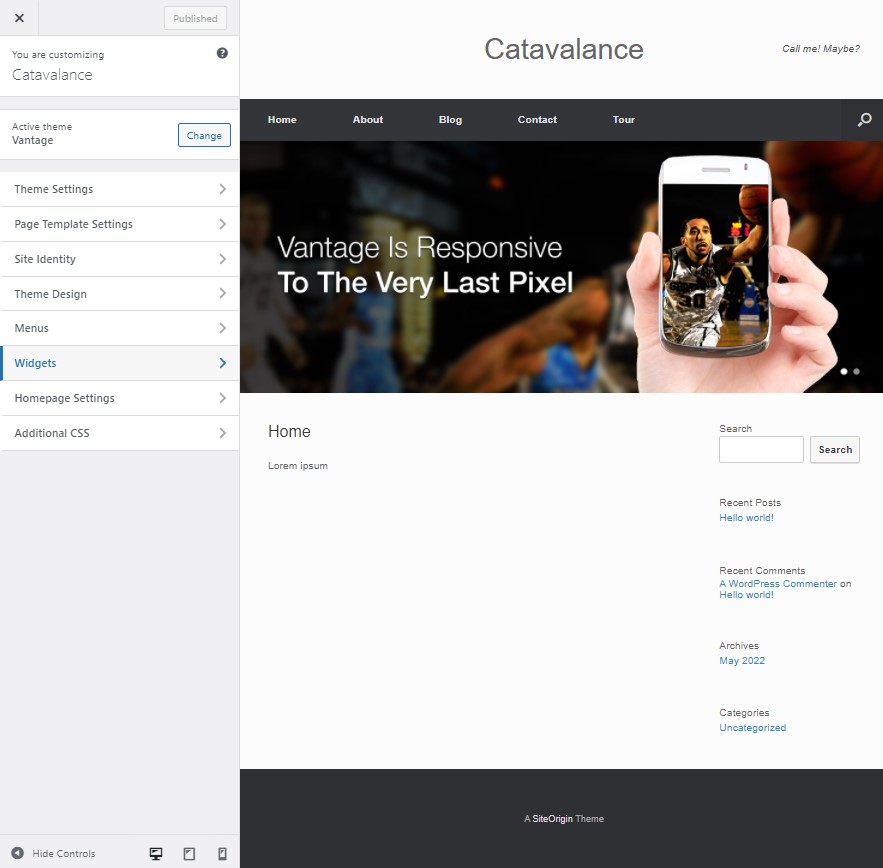 Published
You are customizing
Catavalance
Active theme
Vantage
Change
Theme Settings
Page Template Settings
Site Identity
Theme Design
Menus
Widgets
Homepage Settings
Additional CSS
Hide Controls
Catavalance
Call me! Maybe?
Home About Blog Contact Tour
Vantage Is Responsive
To The Very Last Pixel
Home
Lorem ipsum
Search
Search
Recent Posts
Hello world!
Recent Comments
A WordPress Commenter on
Hello world!
Archives
May 2022
Categories
Uncategorized
A SiteOrigin Theme